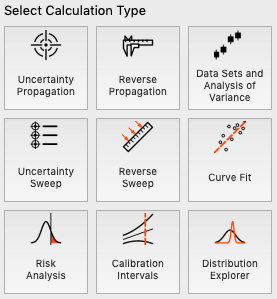 Select Calculation Type
Uncertainty
Propagation
Reverse
Propagation
Data Sets and
Analysis of
Variance
Uncertainty
Sweep
Reverse
Sweep
Curve Fit
Risk
Analysis
Calibration
Intervals
Distribution
Explorer